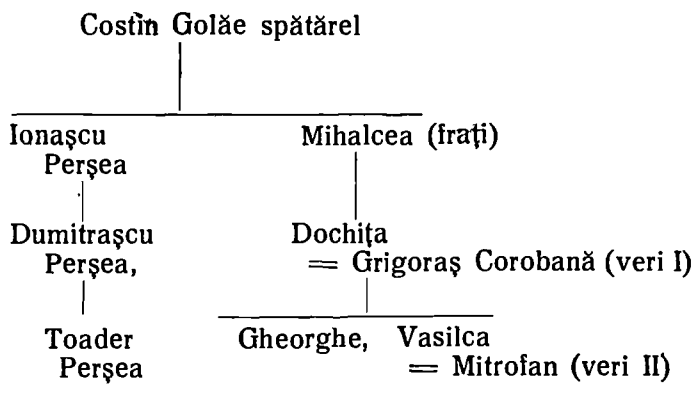 Costin Golăe spătărel
Ionaşcu Perşea
Mihalcea (fraţi)
Dumitraşcu Perşea,
Dochiţa
= Grigoraş Corobană (veri I)
Toader Perşea
Gheorghe, Vasilca
= Mitrofan (veri II)